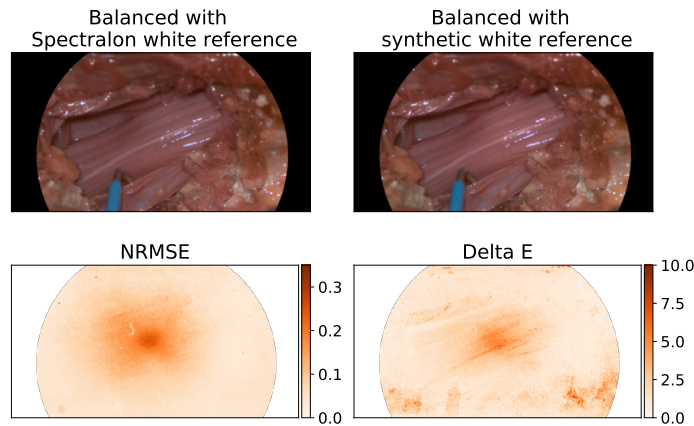 Balanced with
Spectralon white reference
Balanced with
synthetic white reference
NRMSE
0.3
0.2
0.1
0.0
Delta E
10.0
7.5
5.0
2.5
0.0